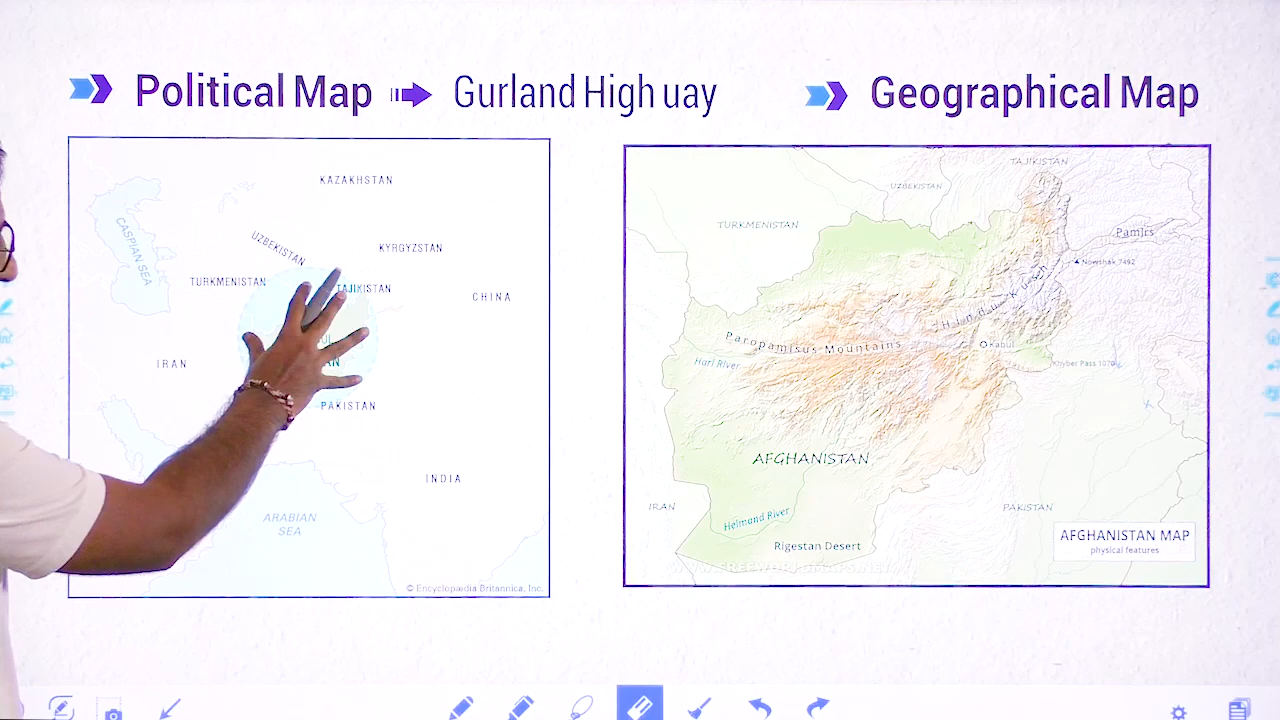 Political Map Gurland High uay
Geographical Map
KAZAKHSTAN
CASPIAN SEA
UZBEKISTAN
KYRGYZSTAN
TURKMENISTAN
TAJIKISTAN
CHINA
IRAN
PAKISTAN
INDIA
ARABIAN
SEA
© Encyclopædia Britannica, Inc.
TAJIKISTAN
UZBEKISTAN
TURKMENISTAN
Pamirs
Nowshak 7492
Paropamisus Mountains
Kabul
Hari River
Khyber Pass 1070
AFGHANISTAN
IRAN
PAKISTAN
Helmand River
Rigestan Desert
AFGHANISTAN MAP
physical features